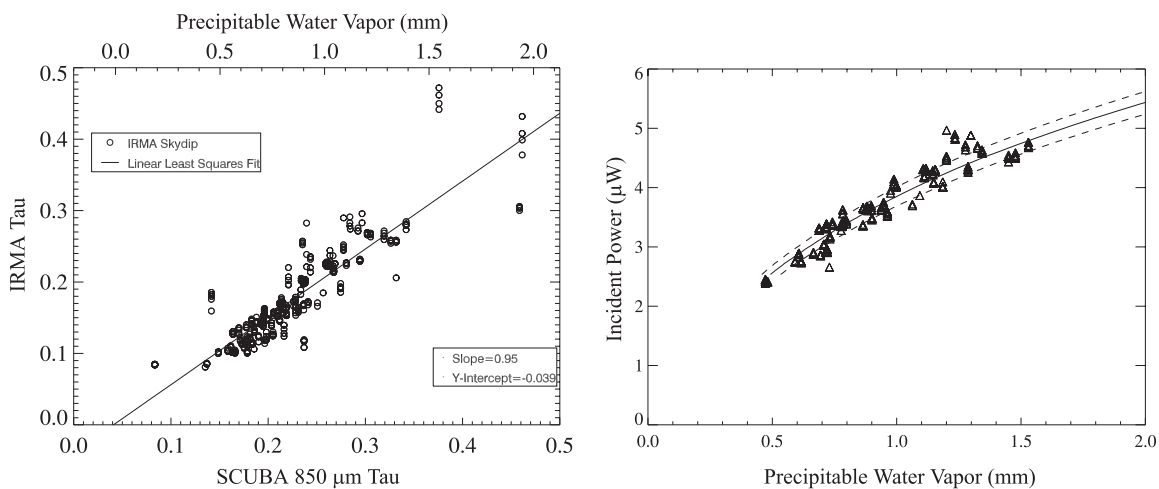 Precipitable Water Vapor (mm)
0.0 0.5 1.0 1.5 2.0
0.5
0.4
0.3
0.2
0.1
0.0
IRMA Tau
IRMA Skydip
Linear Least Squares Fit
Slope=0.95
Y-Intercept=-0.039
0.0 0.1 0.2 0.3 0.4 0.5
SCUBA 850 μm Tau
6
5
4
3
2
1
0
Incident Power (μW)
0.0 0.5 1.0 1.5 2.0
Precipitable Water Vapor (mm)